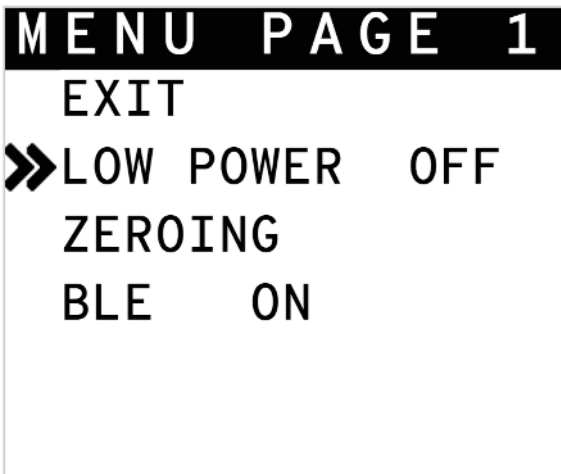 MENU PAGE 1
EXIT
LOW POWER OFF
ZEROING
BLE ON